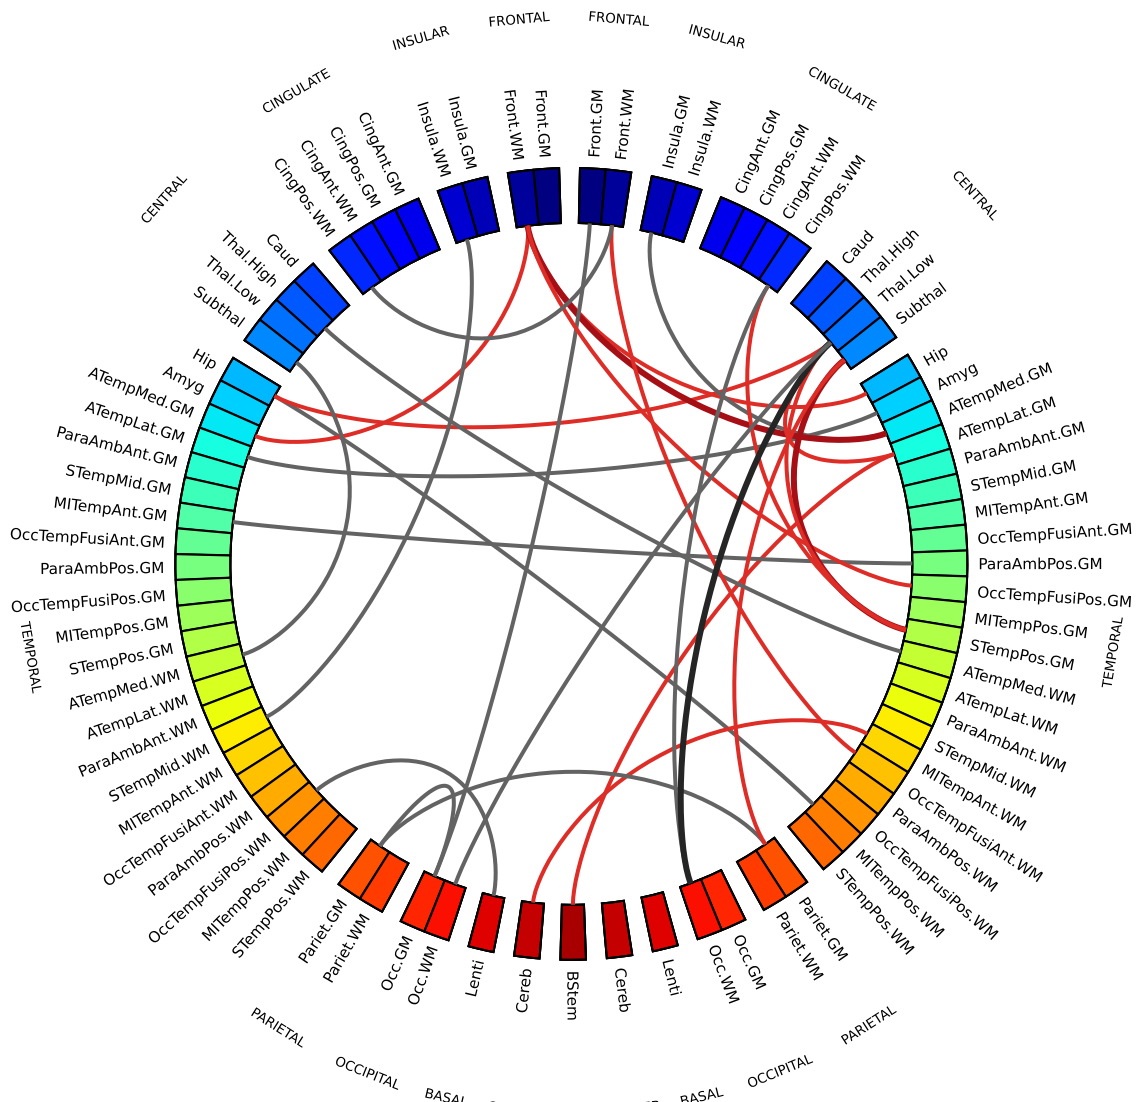 FRONTAL
FRONTAL
INSULAR
INSULAR
CINGULATE
CINGULATE
CENTRAL
CENTRAL
TEMPORAL
TEMPORAL
PARIETAL
PARIETAL
OCCIPITAL
OCCIPITAL
BASAL
BASAL
Front.GM
Front.WM
Insula.GM
Insula.WM
CingAnt.GM
CingPos.GM
CingAnt.WM
CingPos.WM
Caud
Thal.High
Thal.Low
Subthal
Hip
Amyg
ATempMed.GM
ATempLat.GM
ParaAmbAnt.GM
STempMid.GM
MITempAnt.GM
OccTempFusiAnt.GM
ParaAmbPos.GM
OccTempFusiPos.GM
MITempPos.GM
STempPos.GM
ATempMed.WM
ATempLat.WM
ParaAmbAnt.WM
STempMid.WM
MITempAnt.WM
OccTempFusiAnt.WM
ParaAmbPos.WM
OccTempFusiPos.WM
MITempPos.WM
STempPos.WM
Pariet.GM
Pariet.WM
Occ.GM
Occ.WM
Lenti
Cereb
BStem
Cereb
Lenti
Occ.WM
Occ.GM
Pariet.WM
Pariet.GM
STempPos.WM
MITempPos.WM
OccTempFusiPos.WM
ParaAmbPos.WM
OccTempFusiAnt.WM
MITempAnt.WM
STempMid.WM
ParaAmbAnt.WM
ATempLat.WM
ATempMed.WM
STempPos.GM
MITempPos.GM
OccTempFusiPos.GM
ParaAmbPos.GM
OccTempFusiAnt.GM
MITempAnt.GM
STempMid.GM
ParaAmbAnt.GM
ATempLat.GM
ATempMed.GM
Amyg
Hip
Subthal
Thal.Low
Thal.High
Caud
CingPos.WM
CingAnt.WM
CingPos.GM
CingAnt.GM
Insula.WM
Insula.GM
Front.WM
Front.GM